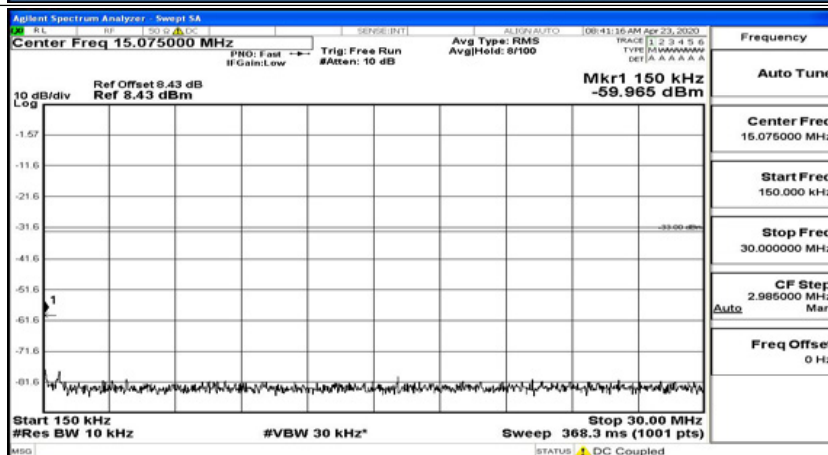 Agilent Spectrum Analyzer - Swept SA
RL RF 50 Ω DC SENSE:INT ALIGN AUTO 08:41:16 AM Apr 23, 2020
Center Freq 15.075000 MHz
PNO: Fast
IFGain:Low
Trig: Free Run
#Atten: 10 dB
Avg Type: RMS
Avg|Hold: 8/100
TRACE 1 2 3 4 5 6
TYPE M WWWWW
DET A A A A A A
Ref Offset 8.43 dB
10 dB/div Ref 8.43 dBm
Log
Mkr1 150 kHz
-59.965 dBm
-1.57
-11.6
-21.6
-31.6
-33.00 dBm
-41.6
-51.6
1
-61.6
-71.6
-81.6
Start 150 kHz Stop 30.00 MHz
#Res BW 10 kHz #VBW 30 kHz* Sweep 368.3 ms (1001 pts)
MSG STATUS DC Coupled
Frequency
Auto Tune
Center Freq
15.075000 MHz
Start Freq
150.000 kHz
Stop Freq
30.000000 MHz
CF Step
2.985000 MHz
Auto Man
Freq Offset
0 Hz